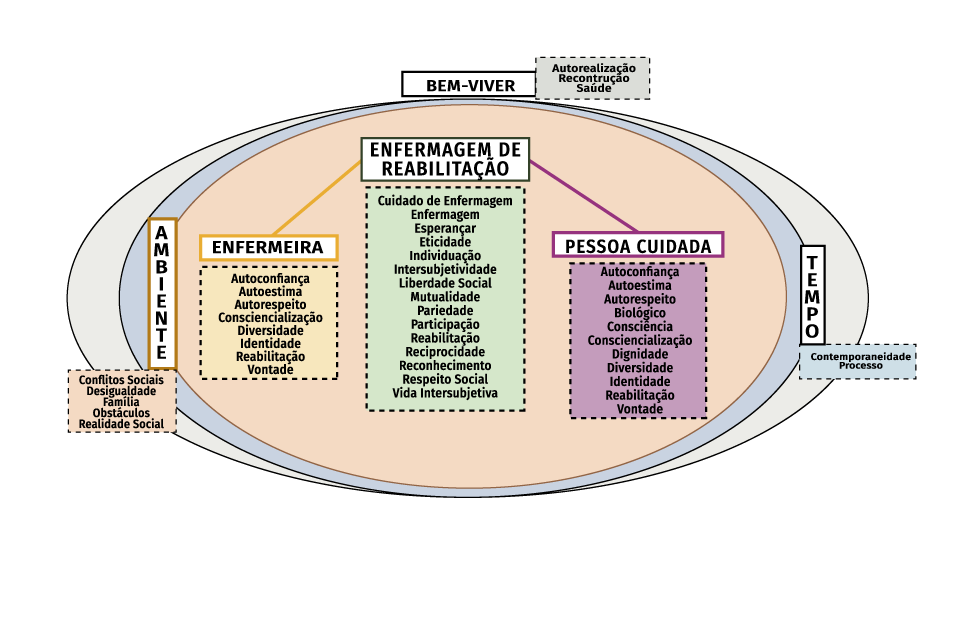 BEM-VIVER
Autorealização
Recontrução
Saúde
ENFERMAGEM DE
REABILITAÇÃO
Cuidado de Enfermagem
Enfermagem
Esperançar
Eticidade
Individuação
Intersubjetividade
Liberdade Social
Mutualidade
Pariedade
Participação
Reabilitação
Reciprocidade
Reconhecimento
Respeito Social
Vida Intersubjetiva
ENFERMEIRA
Autoconfiança
Autoestima
Autorespeito
Consciencialização
Diversidade
Identidade
Reabilitação
Vontade
PESSOA CUIDADA
Autoconfiança
Autoestima
Autorespeito
Biológico
Consciência
Consciencialização
Dignidade
Diversidade
Identidade
Reabilitação
Vontade
AMBIENTE
Conflitos Sociais
Desigualdade
Família
Obstáculos
Realidade Social
TEMPO
Contemporaneidade
Processo